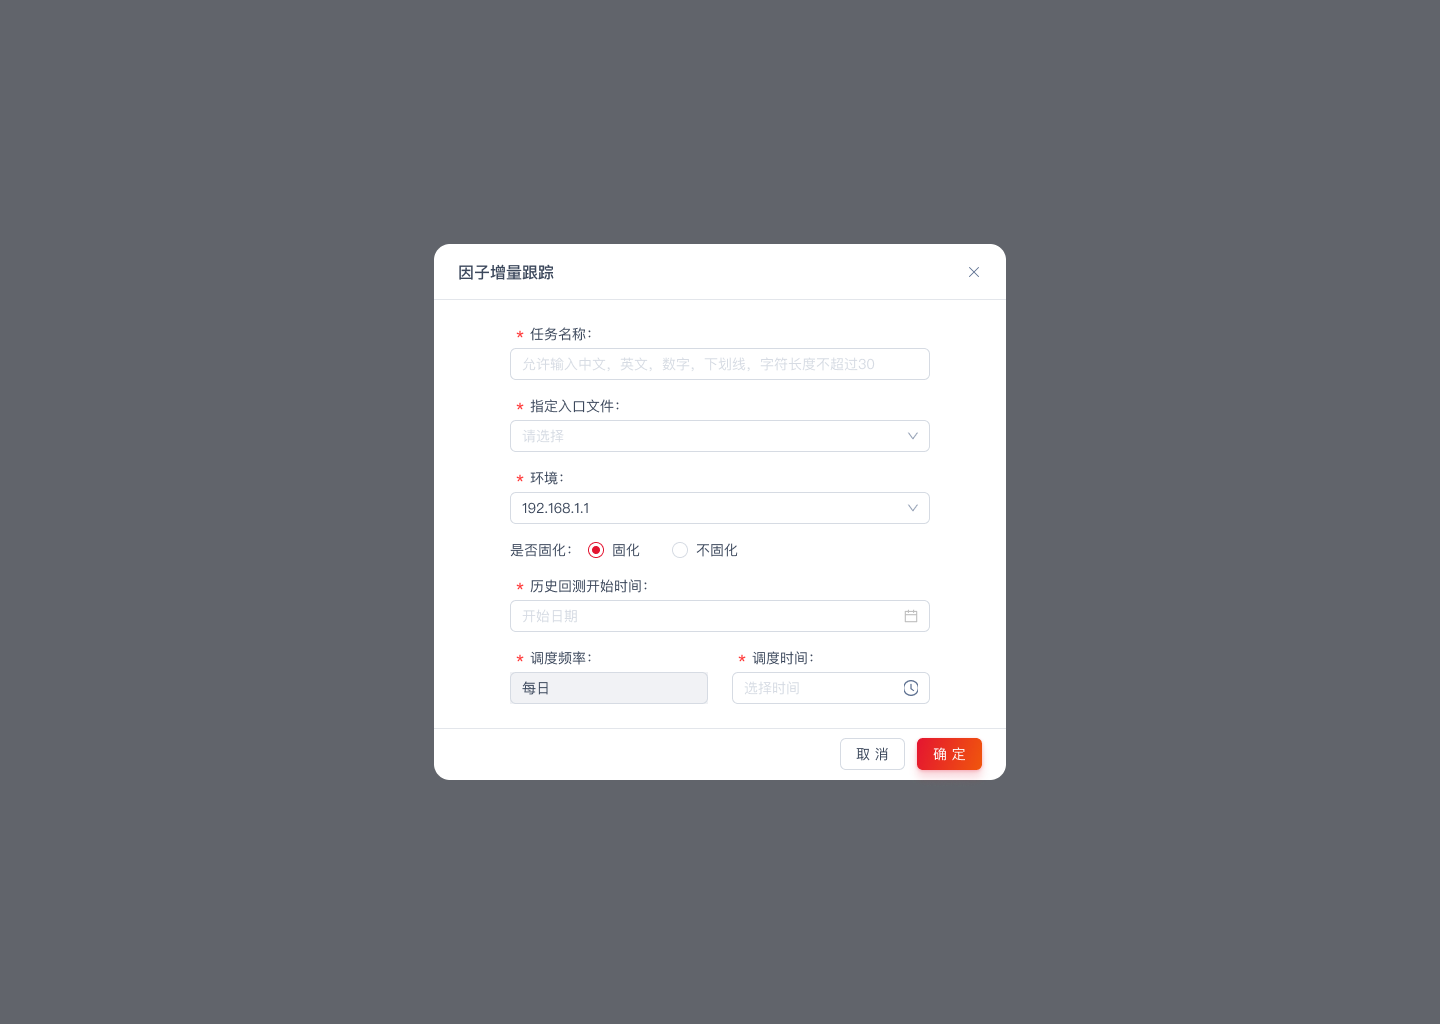 因子增量跟踪
* 任务名称：
允许输入中文，英文，数字，下划线，字符长度不超过30
* 指定入口文件：
请选择
* 环境：
192.168.1.1
是否固化： 固化 不固化
* 历史回测开始时间：
开始日期
* 调度频率： * 调度时间：
每日 选择时间
取 消 确 定